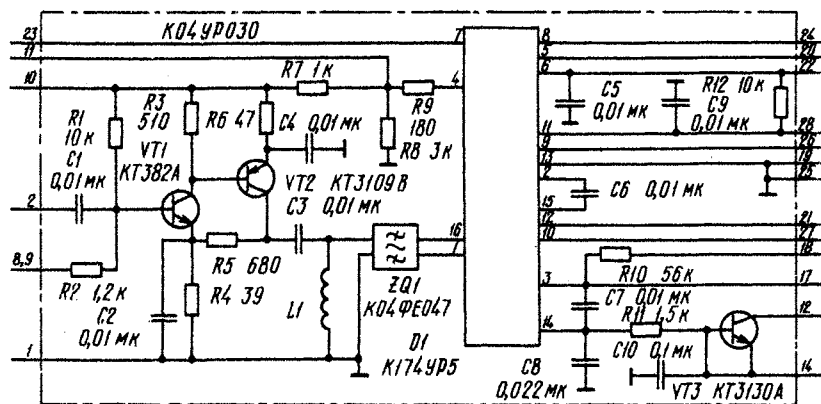 К04УР030
23
11
10
7
4
R7 1к
R9
180
R8 3к
R1
10к
C1
0,01мк
R3
510
VT1
КТ382А
R6 47
C4
0,01мк
VT2 КТ3109В
C3 0,01мк
2
8,9
R2 1,2к
C2
0,01мк
R5 680
R4 39
L1
ZQ1
К04ФЕ047
D1
К174УР5
16
1
1
8
5
6
11
9
13
2
15
12
10
3
14
C5
0,01мк
C9
0,01мк
R12 10к
C6 0,01мк
R10 56к
C7 0,01мк
R11 1,5к
C10 0,1мк
C8
0,022мк
VT3 КТ3130А
24
20
22
28
26
19
25
21
27
18
17
12
14